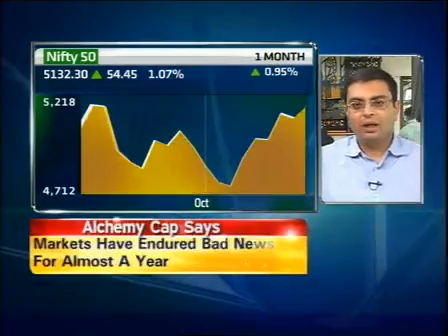 Nifty 50
1 MONTH
5132.30 54.45 1.07% 0.95%
5,218
4,712
Oct
Alchemy Cap Says
Markets Have Endured Bad News
For Almost A Year